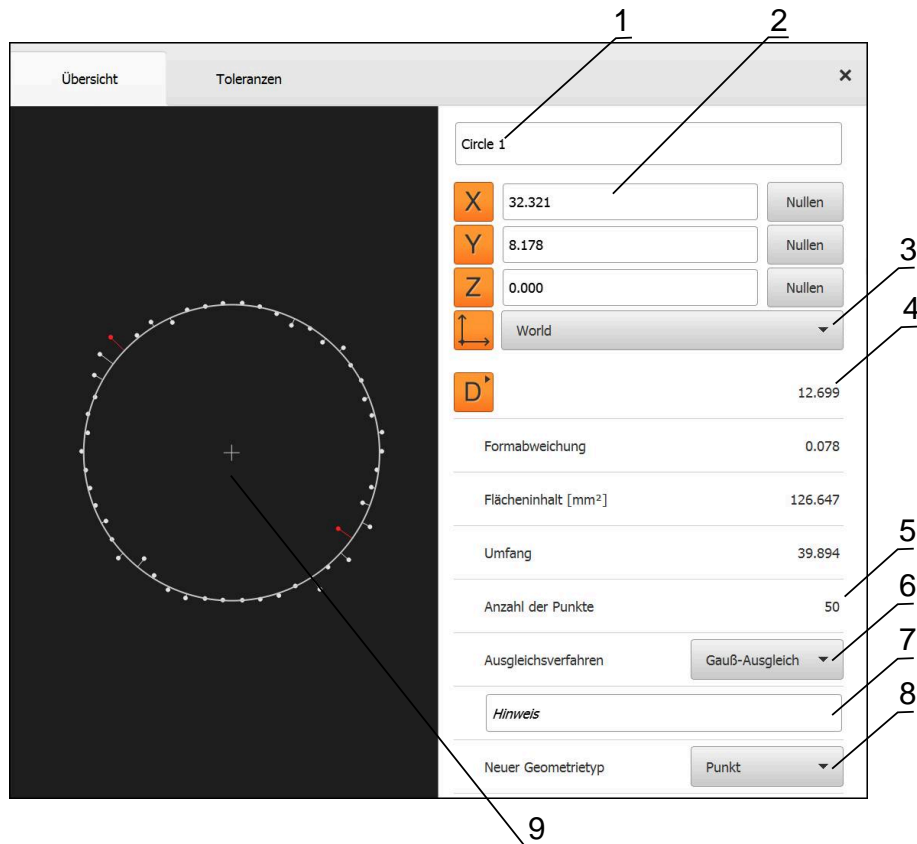 1
2
Übersicht
Toleranzen
×
Circle 1
X
32.321
Nullen
Y
8.178
Nullen
3
Z
0.000
Nullen
World
4
D
12.699
Formabweichung
0.078
Flächeninhalt [mm²]
126.647
5
Umfang
39.894
6
Anzahl der Punkte
50
7
Ausgleichsverfahren
Gauß-Ausgleich
8
Hinweis
Neuer Geometrietyp
Punkt
9